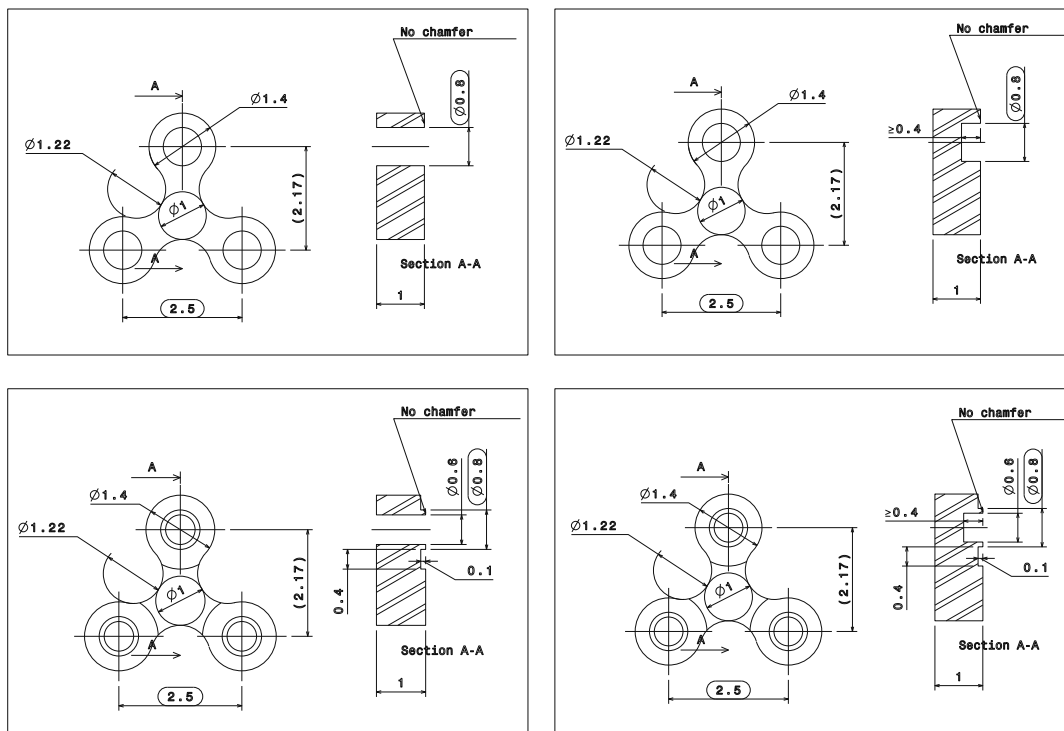 No chamfer
A
Ø1.4
Ø0.8
Ø1.22
Ø1
(2.17)
A
Section A-A
1
2.5
No chamfer
A
Ø1.4
Ø0.8
≥0.4
Ø1.22
Ø1
(2.17)
A
Section A-A
1
2.5
No chamfer
A
Ø0.6
Ø0.8
Ø1.4
Ø1.22
Ø1
(2.17)
0.1
0.4
A
Section A-A
1
2.5
No chamfer
A
Ø0.6
Ø0.8
Ø1.4
≥0.4
Ø1.22
Ø1
(2.17)
0.1
0.4
A
Section A-A
1
2.5